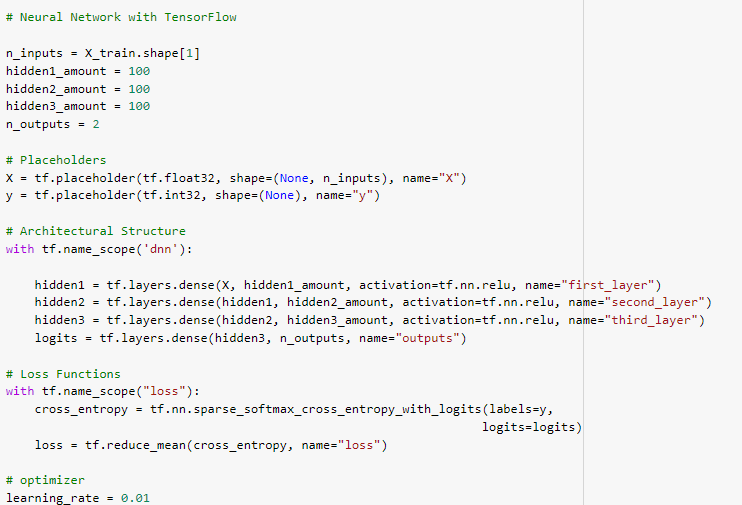 # Neural Network with TensorFlow
n_inputs = X_train.shape[1]
hidden1_amount = 100
hidden2_amount = 100
hidden3_amount = 100
n_outputs = 2
# Placeholders
X = tf.placeholder(tf.float32, shape=(None, n_inputs), name="X")
y = tf.placeholder(tf.int32, shape=(None), name="y")
# Architectural Structure
with tf.name_scope('dnn'):
    hidden1 = tf.layers.dense(X, hidden1_amount, activation=tf.nn.relu, name="first_layer")
    hidden2 = tf.layers.dense(hidden1, hidden2_amount, activation=tf.nn.relu, name="second_layer")
    hidden3 = tf.layers.dense(hidden2, hidden3_amount, activation=tf.nn.relu, name="third_layer")
    logits = tf.layers.dense(hidden3, n_outputs, name="outputs")
# Loss Functions
with tf.name_scope("loss"):
    cross_entropy = tf.nn.sparse_softmax_cross_entropy_with_logits(labels=y,
                                                                  logits=logits)
    loss = tf.reduce_mean(cross_entropy, name="loss")
# optimizer
learning_rate = 0.01